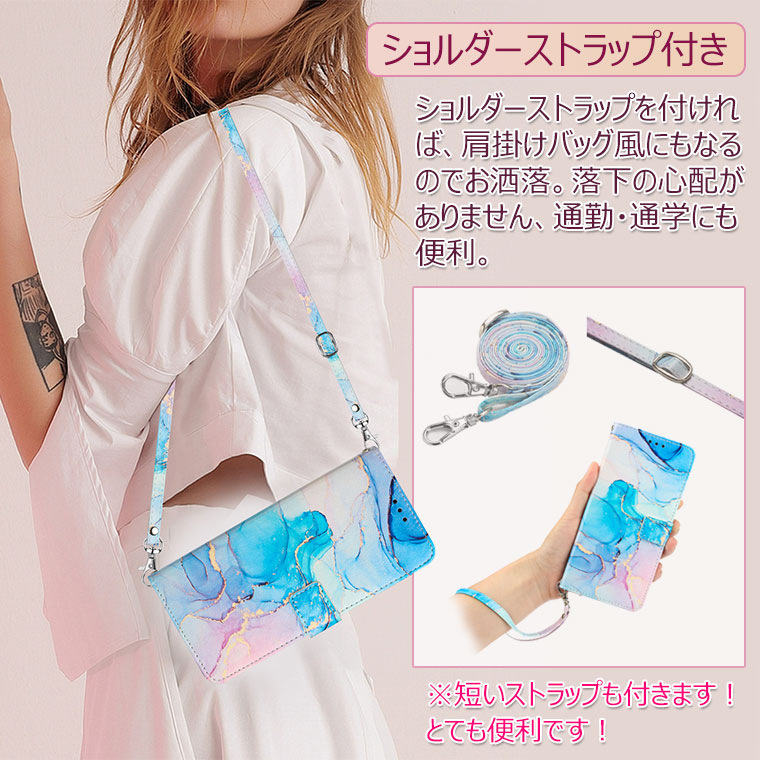 ショルダーストラップ付き
ショルダーストラップを付けれ
ば、肩掛けバッグ風にもなる
のでお洒落。落下の心配が
ありません、通勤・通学にも
便利。
※短いストラップも付きます！
とても便利です！